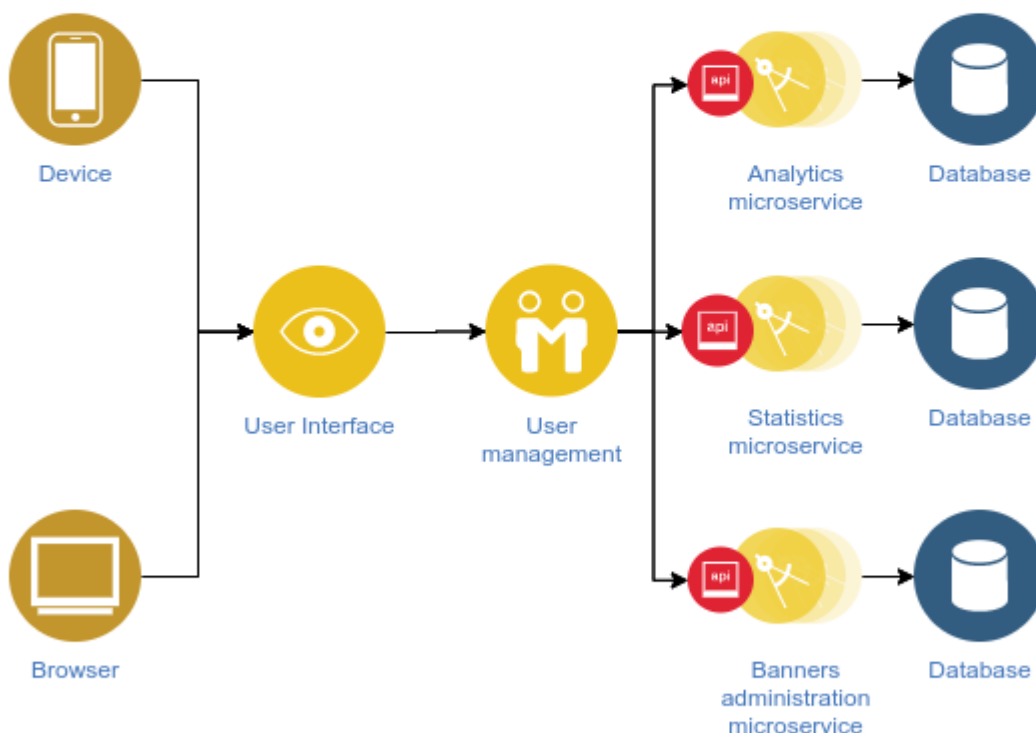 Device
api
Analytics
microservice
Database
User Interface
User
management
api
Statistics
microservice
Database
Browser
api
Banners
administration
microservice
Database